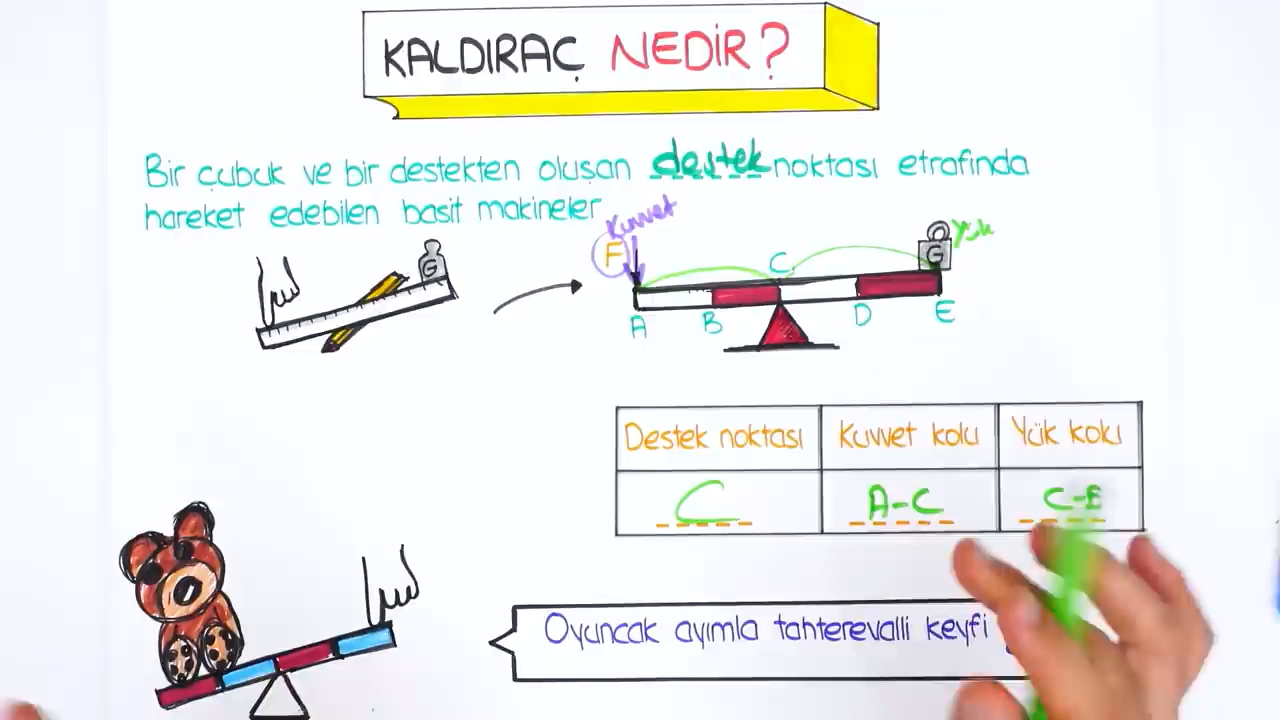 KALDIRAÇ NEDİR?
Bir çubuk ve bir destekten oluşan destek noktası etrafında
hareket edebilen basit makineler
Kuvvet
F
Yük
G
G
C
A B D E
Destek noktası Kuvvet kolu Yük kolu
C A-C C-E
Oyuncak ayımla tahterevalli keyfi